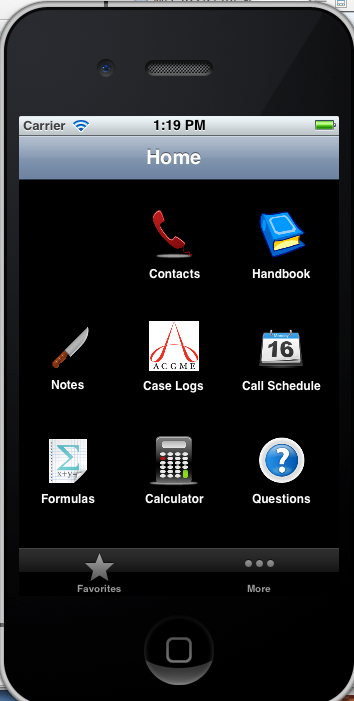 Carrier 1:19 PM
Home
Contacts Handbook
Monday
16
ACGME
Notes Case Logs Call Schedule
Σ
x+y=
?
Formulas Calculator Questions
Favorites More